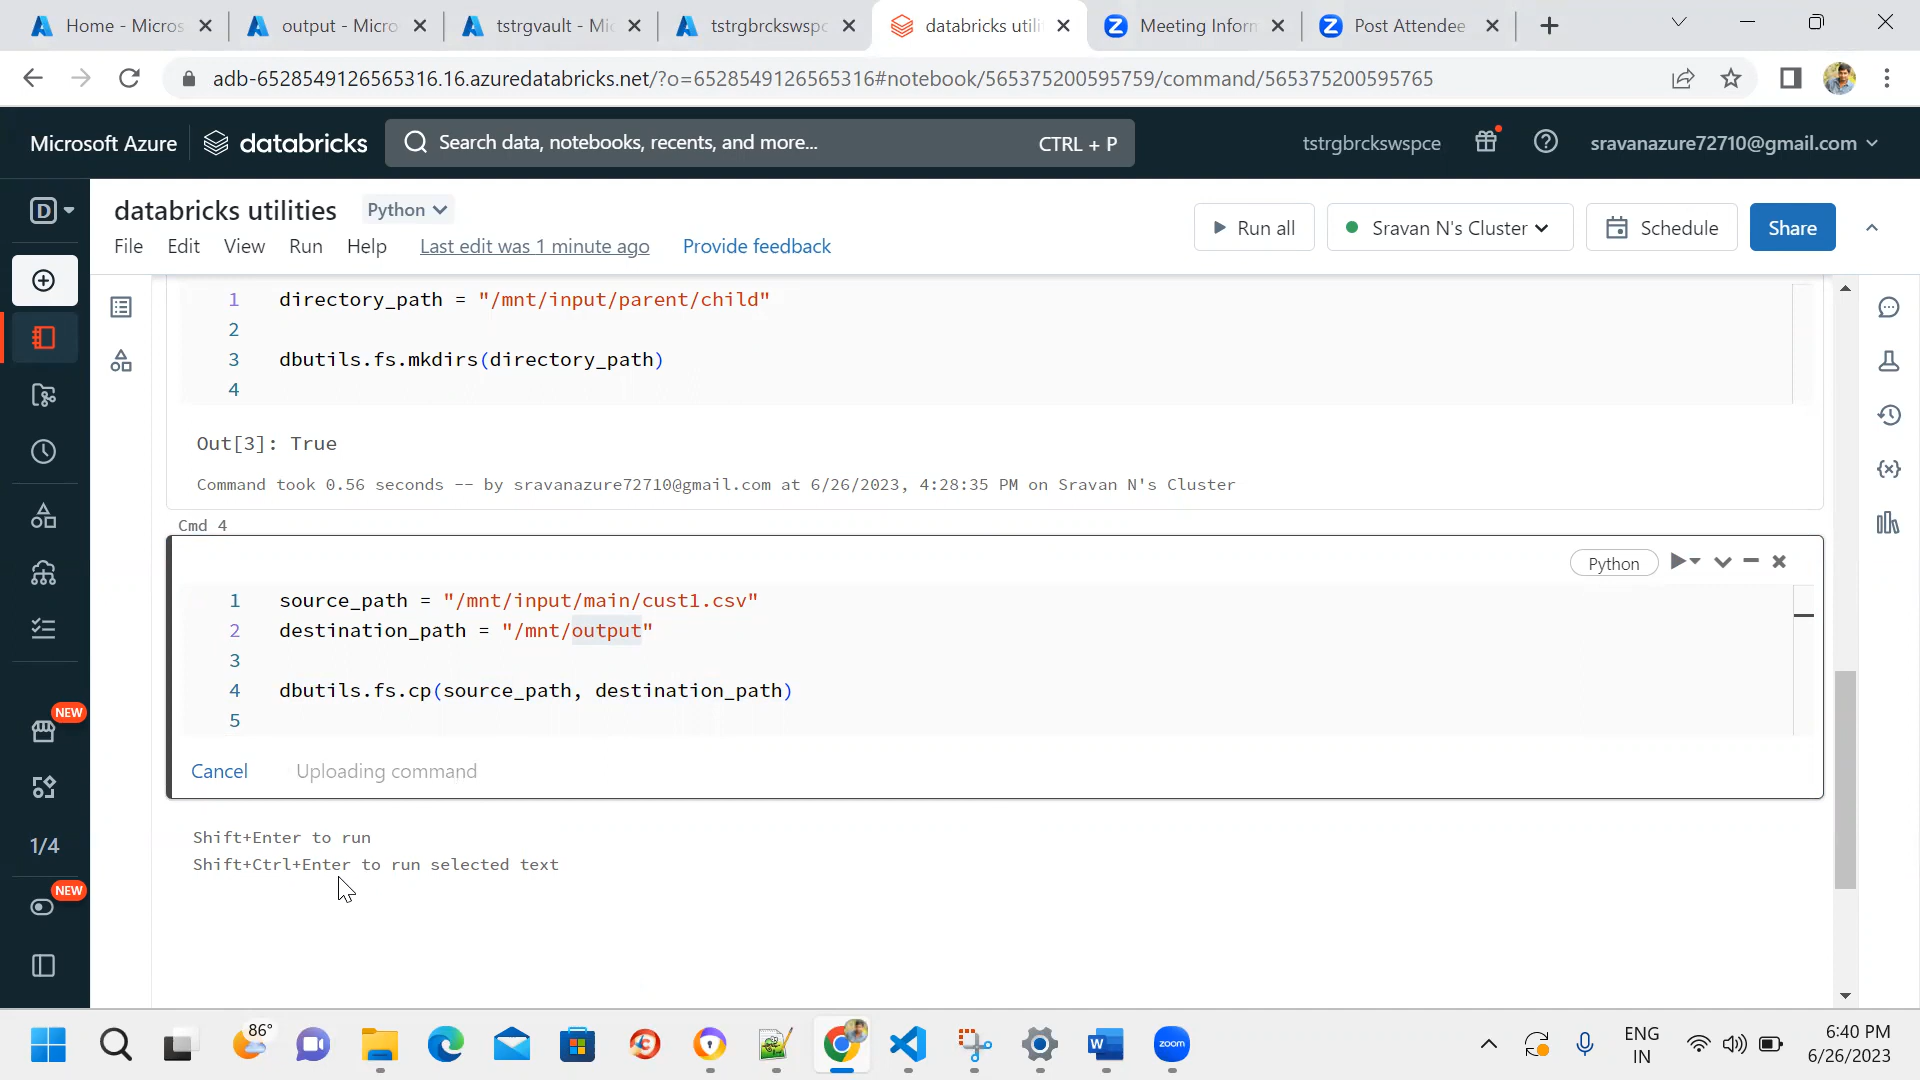 Home - Micros
output - Micro
tstrgvault - Mi
tstrgbrckswspc
databricks utili
Meeting Inform
Post Attendee
adb-6528549126565316.16.azuredatabricks.net/?o=6528549126565316#notebook/565375200595759/command/565375200595765
Microsoft Azure
databricks
Search data, notebooks, recents, and more...
CTRL + P
tstrgbrckswspce
sravanazure72710@gmail.com
D
databricks utilities
Python
File
Edit
View
Run
Help
Last edit was 1 minute ago
Provide feedback
Run all
Sravan N's Cluster
Schedule
Share
1 directory_path = "/mnt/input/parent/child"
2
3 dbutils.fs.mkdirs(directory_path)
4
Out[3]: True
Command took 0.56 seconds -- by sravanazure72710@gmail.com at 6/26/2023, 4:28:35 PM on Sravan N's Cluster
Cmd 4
Python
1 source_path = "/mnt/input/main/cust1.csv"
2 destination_path = "/mnt/output"
3
4 dbutils.fs.cp(source_path, destination_path)
5
Cancel
Uploading command
Shift+Enter to run
Shift+Ctrl+Enter to run selected text
NEW
1/4
NEW
86°
zoom
ENG
IN
6:40 PM
6/26/2023